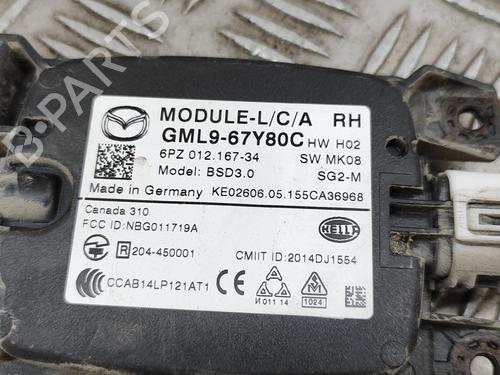 MODULE-L/C/A RH
GML9-67Y80C HW H02
6PZ 012.167-34 SW MK08
Model: BSD3.0 SG2-M
Made in Germany KE02606.05.155CA36968
Canada 310
FCC ID: NBG011719A
HELLA
R 204-450001 CMIIT ID: 2014DJ1554
CCAB14LP121AT1
И011 14
1024
B-PARTS